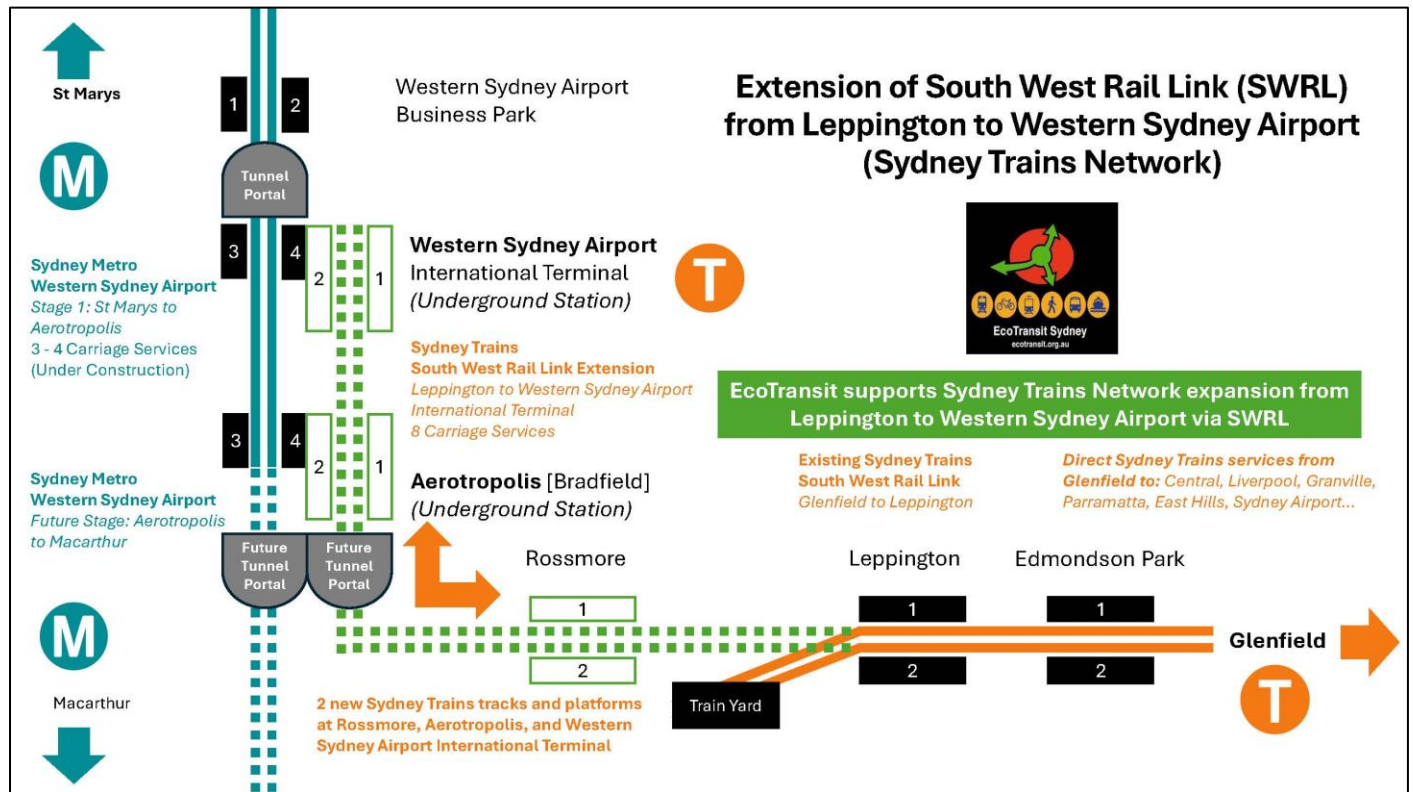 St Marys
M
1
2
Western Sydney Airport
Business Park
Extension of South West Rail Link (SWRL)
from Leppington to Western Sydney Airport
(Sydney Trains Network)
Tunnel
Portal
3
4
2
1
Western Sydney Airport
International Terminal
(Underground Station)
T
EcoTransit Sydney
ecotransit.org.au
Sydney Metro
Western Sydney Airport
Stage 1: St Marys to
Aerotropolis
3 - 4 Carriage Services
(Under Construction)
Sydney Trains
South West Rail Link Extension
Leppington to Western Sydney Airport
International Terminal
8 Carriage Services
EcoTransit supports Sydney Trains Network expansion from
Leppington to Western Sydney Airport via SWRL
3
4
2
1
Aerotropolis [Bradfield]
(Underground Station)
Existing Sydney Trains
South West Rail Link
Glenfield to Leppington
Direct Sydney Trains services from
Glenfield to: Central, Liverpool, Granville,
Parramatta, East Hills, Sydney Airport...
Sydney Metro
Western Sydney Airport
Future Stage: Aerotropolis
to Macarthur
Future
Tunnel
Portal
Future
Tunnel
Portal
Rossmore
1
2
Leppington
1
2
Edmondson Park
1
2
Glenfield
T
M
Macarthur
Train Yard
2 new Sydney Trains tracks and platforms
at Rossmore, Aerotropolis, and Western
Sydney Airport International Terminal